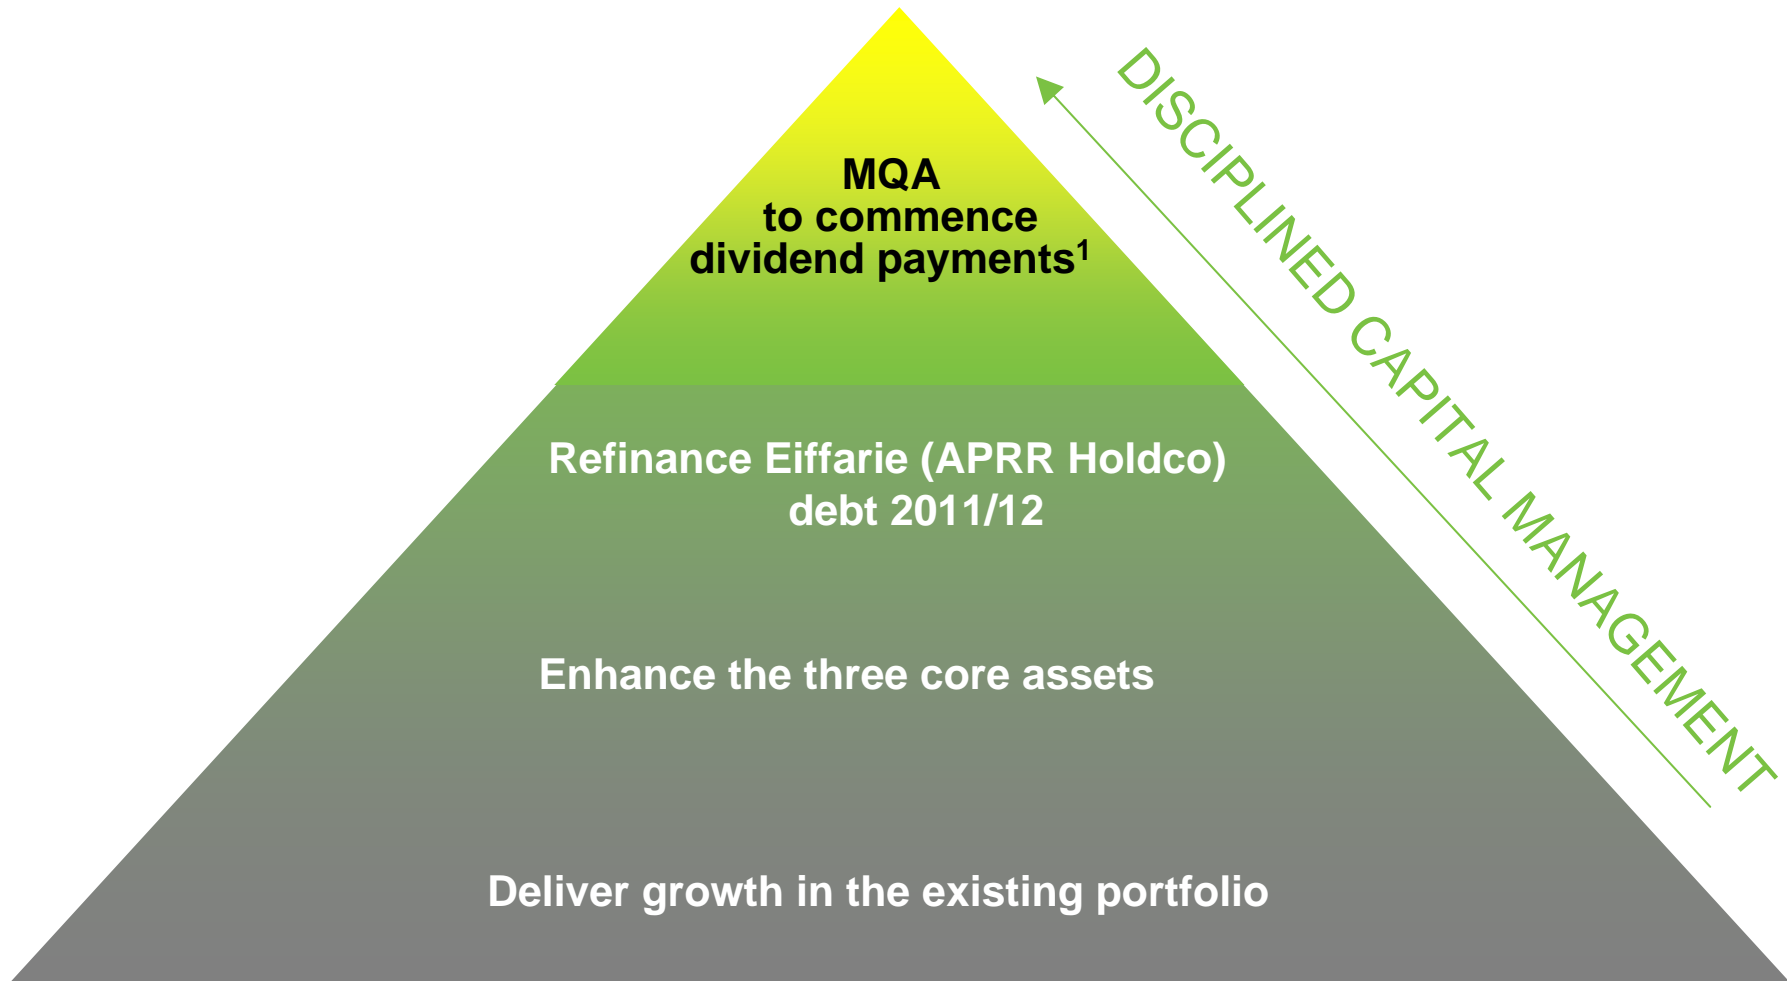 MQA
to commence
dividend payments¹
DISCIPLINED CAPITAL MANAGEMENT
Refinance Eiffarie (APRR Holdco)
debt 2011/12
Enhance the three core assets
Deliver growth in the existing portfolio